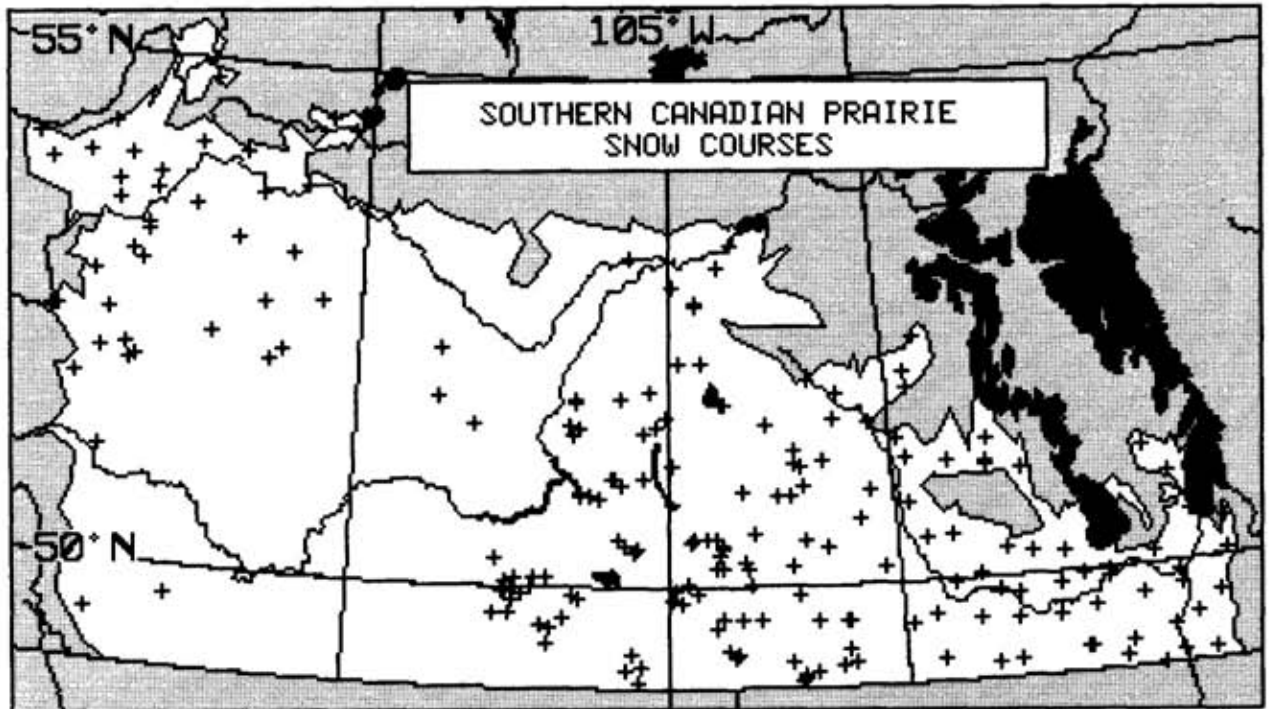 55° N
105° W
SOUTHERN CANADIAN PRAIRIE
SNOW COURSES
50° N